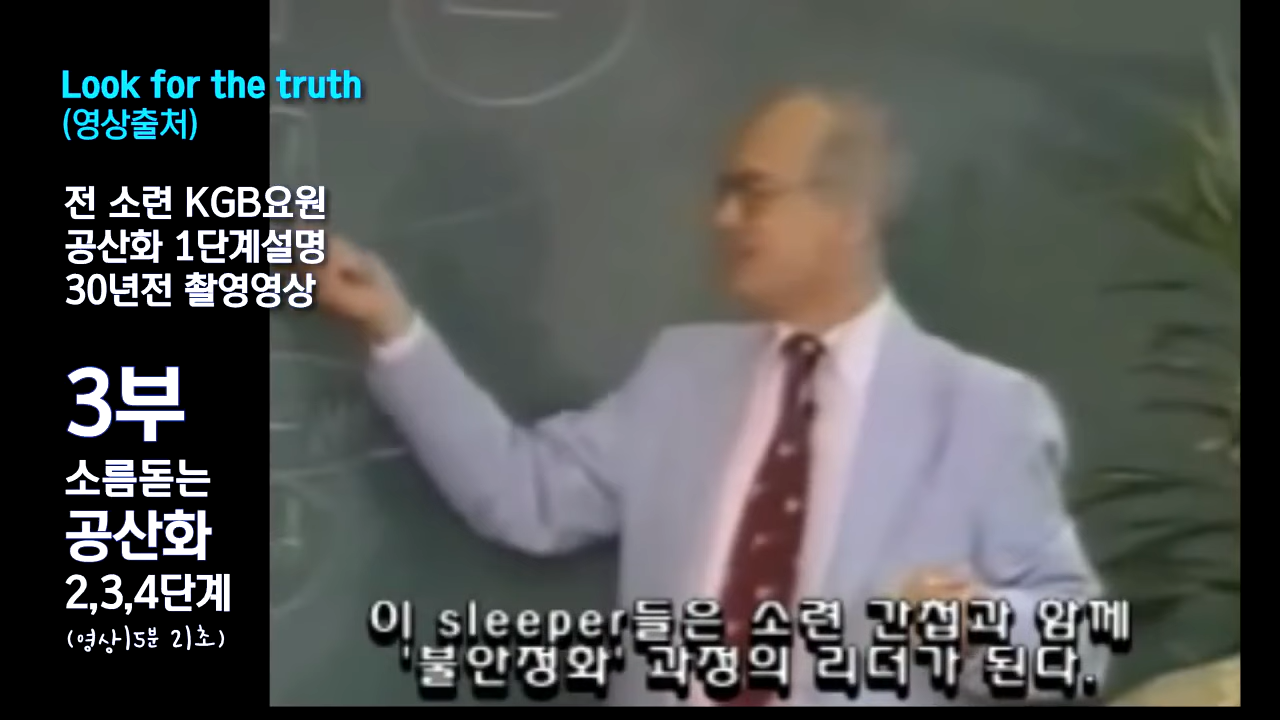 Look for the truth
(영상출처)
전 소련 KGB요원
공산화 1단계설명
30년전 촬영영상
3부
소름돋는
공산화
2,3,4단계
(영상15분 21초)
이 sleeper들은 소련 간첩과 함께
'불안정화' 과정의 리더가 된다.